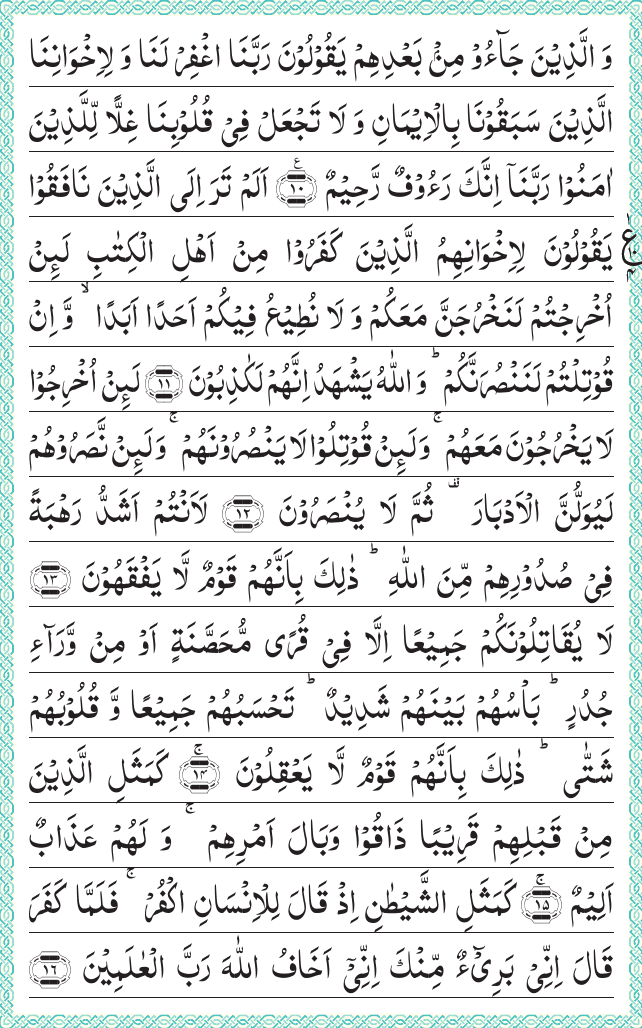 وَ الَّذِيۡنَ جَآءُوۡ مِنۡۢ بَعۡدِهِمۡ يَقُوۡلُوۡنَ رَبَّنَا اغۡفِرۡ لَنَا وَ لِاِخۡوَانِنَا
الَّذِيۡنَ سَبَقُوۡنَا بِالۡاِيۡمَانِ وَ لَا تَجۡعَلۡ فِىۡ قُلُوۡبِنَا غِلًّا لِّلَّذِيۡنَ
اٰمَنُوۡا رَبَّنَاۤ اِنَّكَ رَءُوۡفٌ رَّحِيۡمٌ ﴿۱۰﴾ ع اَلَمۡ تَرَ اِلَى الَّذِيۡنَ نَافَقُوۡا
يَقُوۡلُوۡنَ لِاِخۡوَانِهِمُ الَّذِيۡنَ كَفَرُوۡا مِنۡ اَهۡلِ الۡكِتٰبِ لَٮِٕنۡ
اُخۡرِجۡتُمۡ لَنَخۡرُجَنَّ مَعَكُمۡ وَ لَا نُطِيۡعُ فِيۡكُمۡ اَحَدًا اَبَدًا ۙ وَّ اِنۡ
قُوۡتِلۡتُمۡ لَنَنۡصُرَنَّكُمۡ ؕ وَاللّٰهُ يَشۡهَدُ اِنَّهُمۡ لَكٰذِبُوۡنَ ﴿۱۱﴾ لَٮِٕنۡ اُخۡرِجُوۡا
لَا يَخۡرُجُوۡنَ مَعَهُمۡ ۚ وَلَٮِٕنۡ قُوۡتِلُوۡا لَا يَنۡصُرُوۡنَهُمۡ ۚ وَلَٮِٕنۡ نَّصَرُوۡهُمۡ
لَيُوَلُّنَّ الۡاَدۡبَارَ ۟ ثُمَّ لَا يُنۡصَرُوۡنَ ﴿۱۲﴾ لَاَنۡتُمۡ اَشَدُّ رَهۡبَةً
فِىۡ صُدُوۡرِهِمۡ مِّنَ اللّٰهِ ؕ ذٰلِكَ بِاَنَّهُمۡ قَوۡمٌ لَّا يَفۡقَهُوۡنَ ﴿۱۳﴾
لَا يُقَاتِلُوۡنَكُمۡ جَمِيۡعًا اِلَّا فِىۡ قُرًى مُّحَصَّنَةٍ اَوۡ مِنۡ وَّرَآءِ
جُدُرٍ ؕ بَاۡسُهُمۡ بَيۡنَهُمۡ شَدِيۡدٌ ؕ تَحۡسَبُهُمۡ جَمِيۡعًا وَّ قُلُوۡبُهُمۡ
شَتّٰى ؕ ذٰلِكَ بِاَنَّهُمۡ قَوۡمٌ لَّا يَعۡقِلُوۡنَ ۚ ﴿۱۴﴾ كَمَثَلِ الَّذِيۡنَ
مِنۡ قَبۡلِهِمۡ قَرِيۡبًا ذَاقُوۡا وَبَالَ اَمۡرِهِمۡ ۚ وَ لَهُمۡ عَذَابٌ
اَلِيۡمٌ ۚ ﴿۱۵﴾ كَمَثَلِ الشَّيۡطٰنِ اِذۡ قَالَ لِلۡاِنۡسَانِ اكۡفُرۡ ۚ فَلَمَّا كَفَرَ
قَالَ اِنِّىۡ بَرِىۡٓءٌ مِّنۡكَ اِنِّىۡۤ اَخَافُ اللّٰهَ رَبَّ الۡعٰلَمِيۡنَ ﴿۱۶﴾